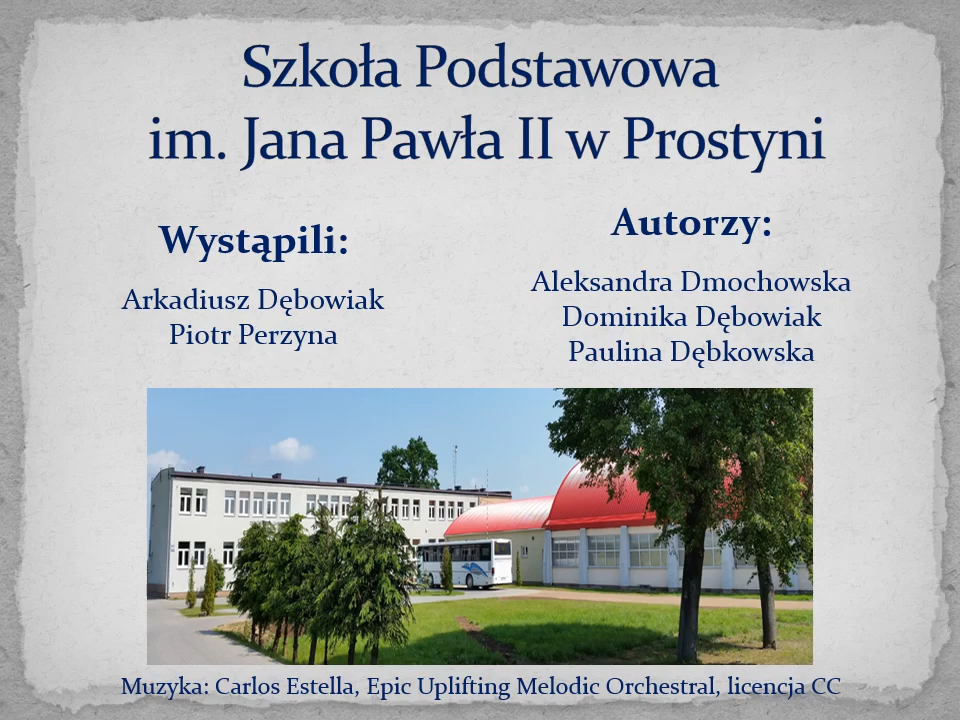 Szkoła Podstawowa
im. Jana Pawła II w Prostyni
Wystąpili:
Arkadiusz Dębowiak
Piotr Perzyna
Autorzy:
Aleksandra Dmochowska
Dominika Dębowiak
Paulina Dębkowska
Muzyka: Carlos Estella, Epic Uplifting Melodic Orchestral, licencja CC